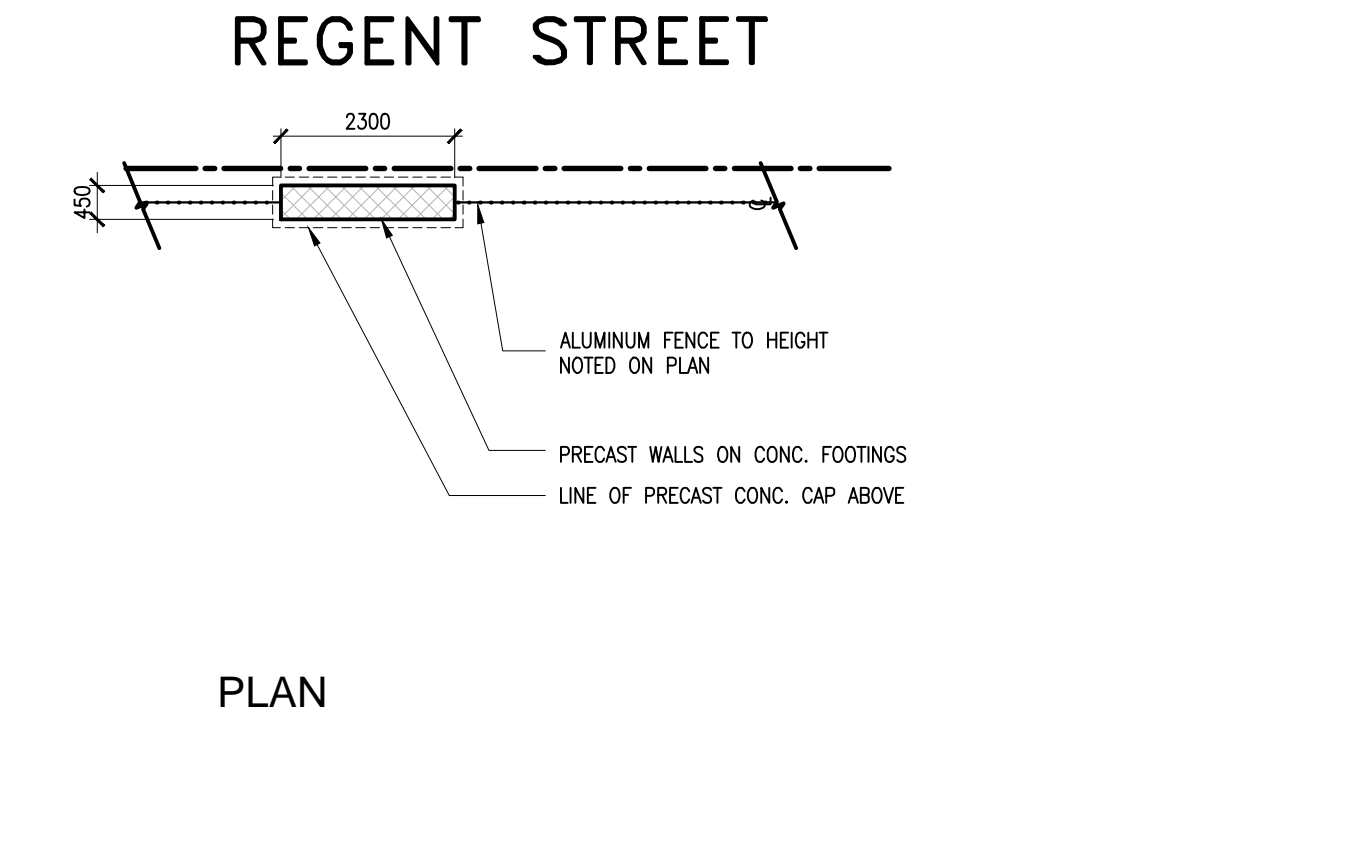 REGENT STREET
2300
450
ALUMINUM FENCE TO HEIGHT
NOTED ON PLAN
PRECAST WALLS ON CONC. FOOTINGS
LINE OF PRECAST CONC. CAP ABOVE
PLAN